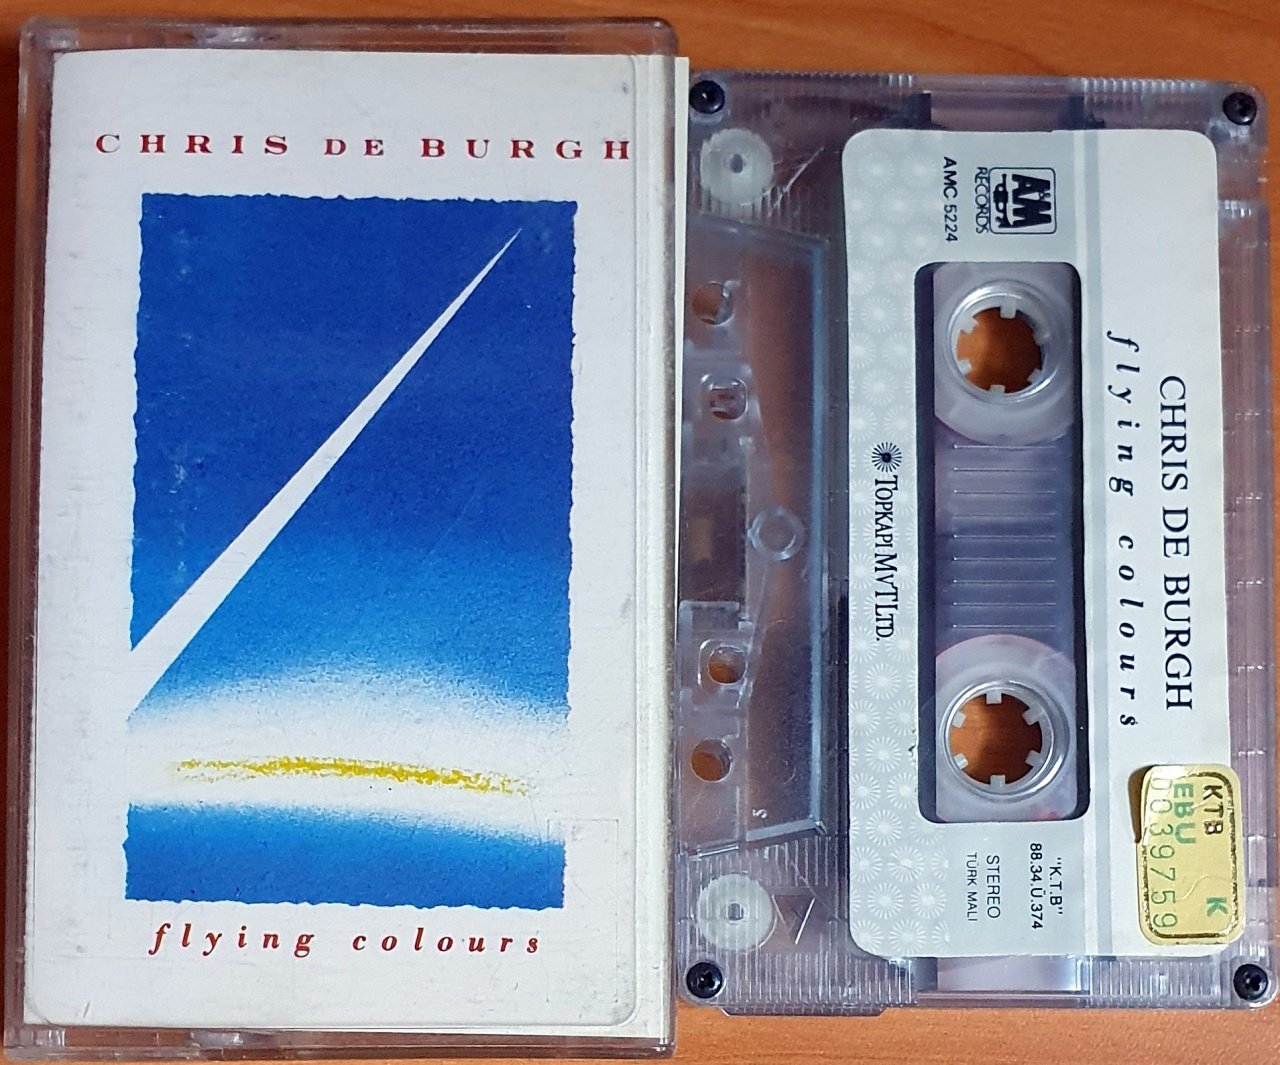 CHRIS DE BURGH
flying colours
A&M
RECORDS
AMC 5224
CHRIS DE BURGH
flying colours
TOPKAPI MVT LTD.
"K.T.B"
88.34.Ü.374
STEREO
TÜRK MALI
KTB K
EBU
0039759